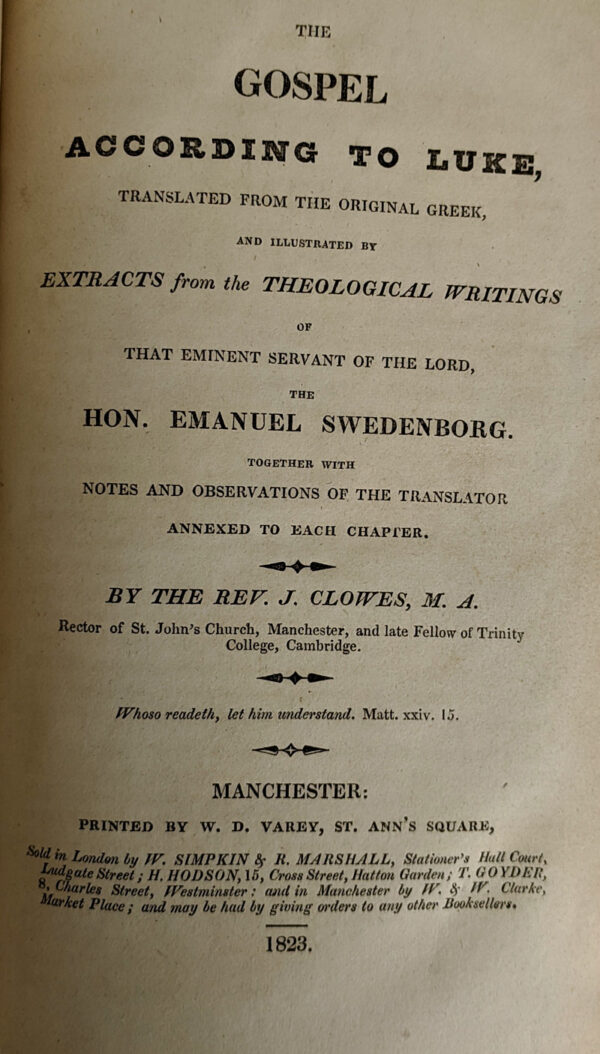 THE
GOSPEL
ACCORDING TO LUKE,
TRANSLATED FROM THE ORIGINAL GREEK,
AND ILLUSTRATED BY
EXTRACTS from the THEOLOGICAL WRITINGS
OF
THAT EMINENT SERVANT OF THE LORD,
THE
HON. EMANUEL SWEDENBORG.
TOGETHER WITH
NOTES AND OBSERVATIONS OF THE TRANSLATOR
ANNEXED TO EACH CHAPTER.
BY THE REV. J. CLOWES, M. A.
Rector of St. John's Church, Manchester, and late Fellow of Trinity
College, Cambridge.
Whoso readeth, let him understand. Matt. xxiv. 15.
MANCHESTER:
PRINTED BY W. D. VAREY, ST. ANN'S SQUARE,
Sold in London by W. SIMPKIN & R. MARSHALL, Stationer's Hall Court,
Ludgate Street; H. HODSON, 15, Cross Street, Hatton Garden; T. GOYDER,
8, Charles Street, Westminster: and in Manchester by W. & W. Clarke,
Market Place; and may be had by giving orders to any other Booksellers.
1823.